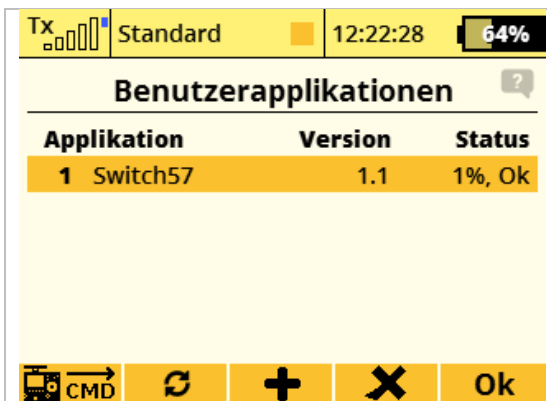 Tx Standard 12:22:28 64%
Benutzerapplikationen ?
Applikation Version Status
1 Switch57 1.1 1%, Ok
CMD Ok